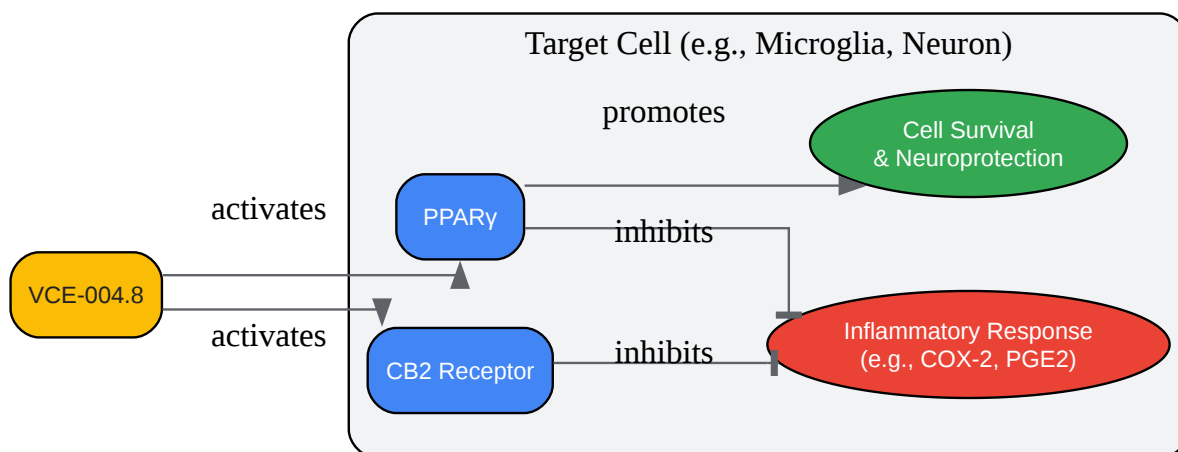 Target Cell (e.g., Microglia, Neuron)
promotes
Cell Survival
& Neuroprotection
activates
PPARγ
inhibits
VCE-004.8
activates
CB2 Receptor
inhibits
Inflammatory Response
(e.g., COX-2, PGE2)